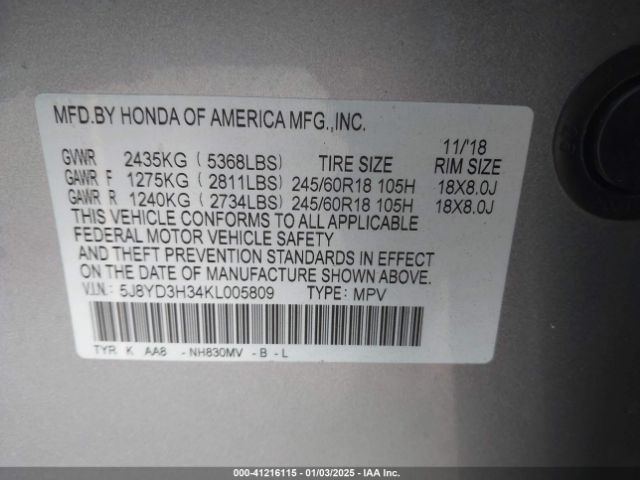 MFD.BY HONDA OF AMERICA MFG.,INC.
11/'18
GVWR 2435KG ( 5368LBS) TIRE SIZE RIM SIZE
GAWR F 1275KG ( 2811LBS) 245/60R18 105H 18X8.0J
GAWR R 1240KG ( 2734LBS) 245/60R18 105H 18X8.0J
THIS VEHICLE CONFORMS TO ALL APPLICABLE
FEDERAL MOTOR VEHICLE SAFETY
AND THEFT PREVENTION STANDARDS IN EFFECT
ON THE DATE OF MANUFACTURE SHOWN ABOVE.
V.I.N.: 5J8YD3H34KL005809 TYPE: MPV
TYR K AA8 -NH830MV -B -L
000-41216115 - 01/03/2025 - IAA Inc.